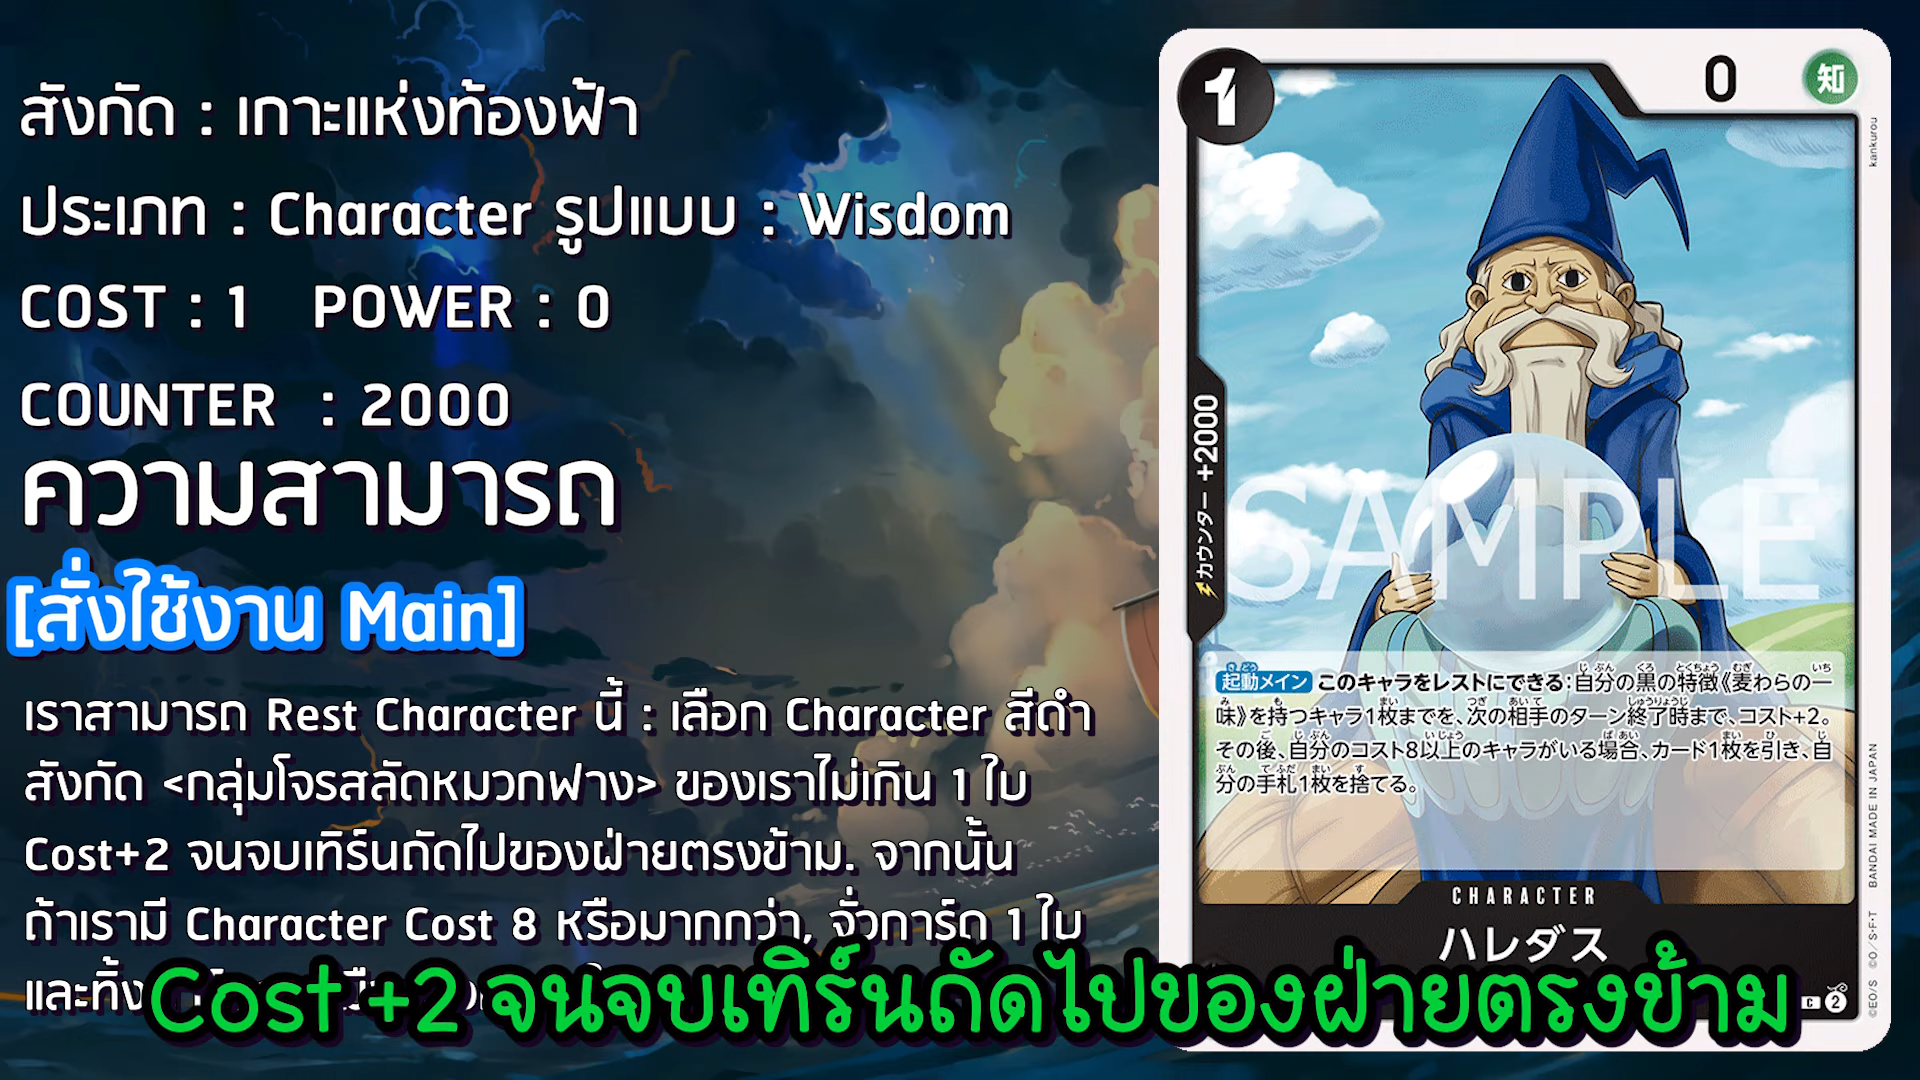 สังกัด : เกาะแห่งท้องฟ้า
ประเภท : Character รูปแบบ : Wisdom
COST : 1 POWER : 0
COUNTER : 2000
ความสามารถ
[สั่งใช้งาน Main]
เราสามารถ Rest Character นี้ : เลือก Character สีดำ
สังกัด <กลุ่มโจรสลัดหมวกฟาง> ของเราไม่เกิน 1 ใบ
Cost+2 จนจบเทิร์นถัดไปของฝ่ายตรงข้าม. จากนั้น
ถ้าเรามี Character Cost 8 หรือมากกว่า, จั่วการ์ด 1 ใบ
และทิ้ง
Cost +2 จนจบเทิร์นถัดไปของฝ่ายตรงข้าม
1
0
知
kankurou
カウンター +2000
SAMPLE
起動メイン このキャラをレストにできる:自分の黒の特徴《麦わらの一
味》を持つキャラ1枚までを、次の相手のターン終了時まで、コスト+2。
その後、自分のコスト8以上のキャラがいる場合、カード1枚を引き、自
分の手札1枚を捨てる。
CHARACTER
ハレダス
C 2
©EO/S ©O/S・F・T BANDAI MADE IN JAPAN